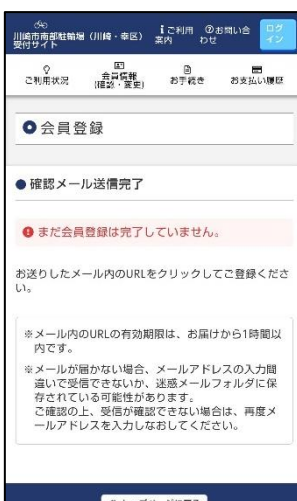 川崎市南部駐輪場（川崎・幸区）
受付サイト
ご利用案内
お問い合わせ
ログイン
ご利用状況
会員情報
(確認・変更)
お手続き
お支払い履歴
会員登録
確認メール送信完了
まだ会員登録は完了していません。
お送りしたメール内のURLをクリックしてご登録くださ
い。
※メール内のURLの有効期限は、お届けから1時間以
内です。
※メールが届かない場合、メールアドレスの入力間
違いで受信できないか、迷惑メールフォルダに保
存されている可能性があります。
ご確認の上、受信が確認できない場合は、再度メ
ールアドレスを入力しなおしてください。